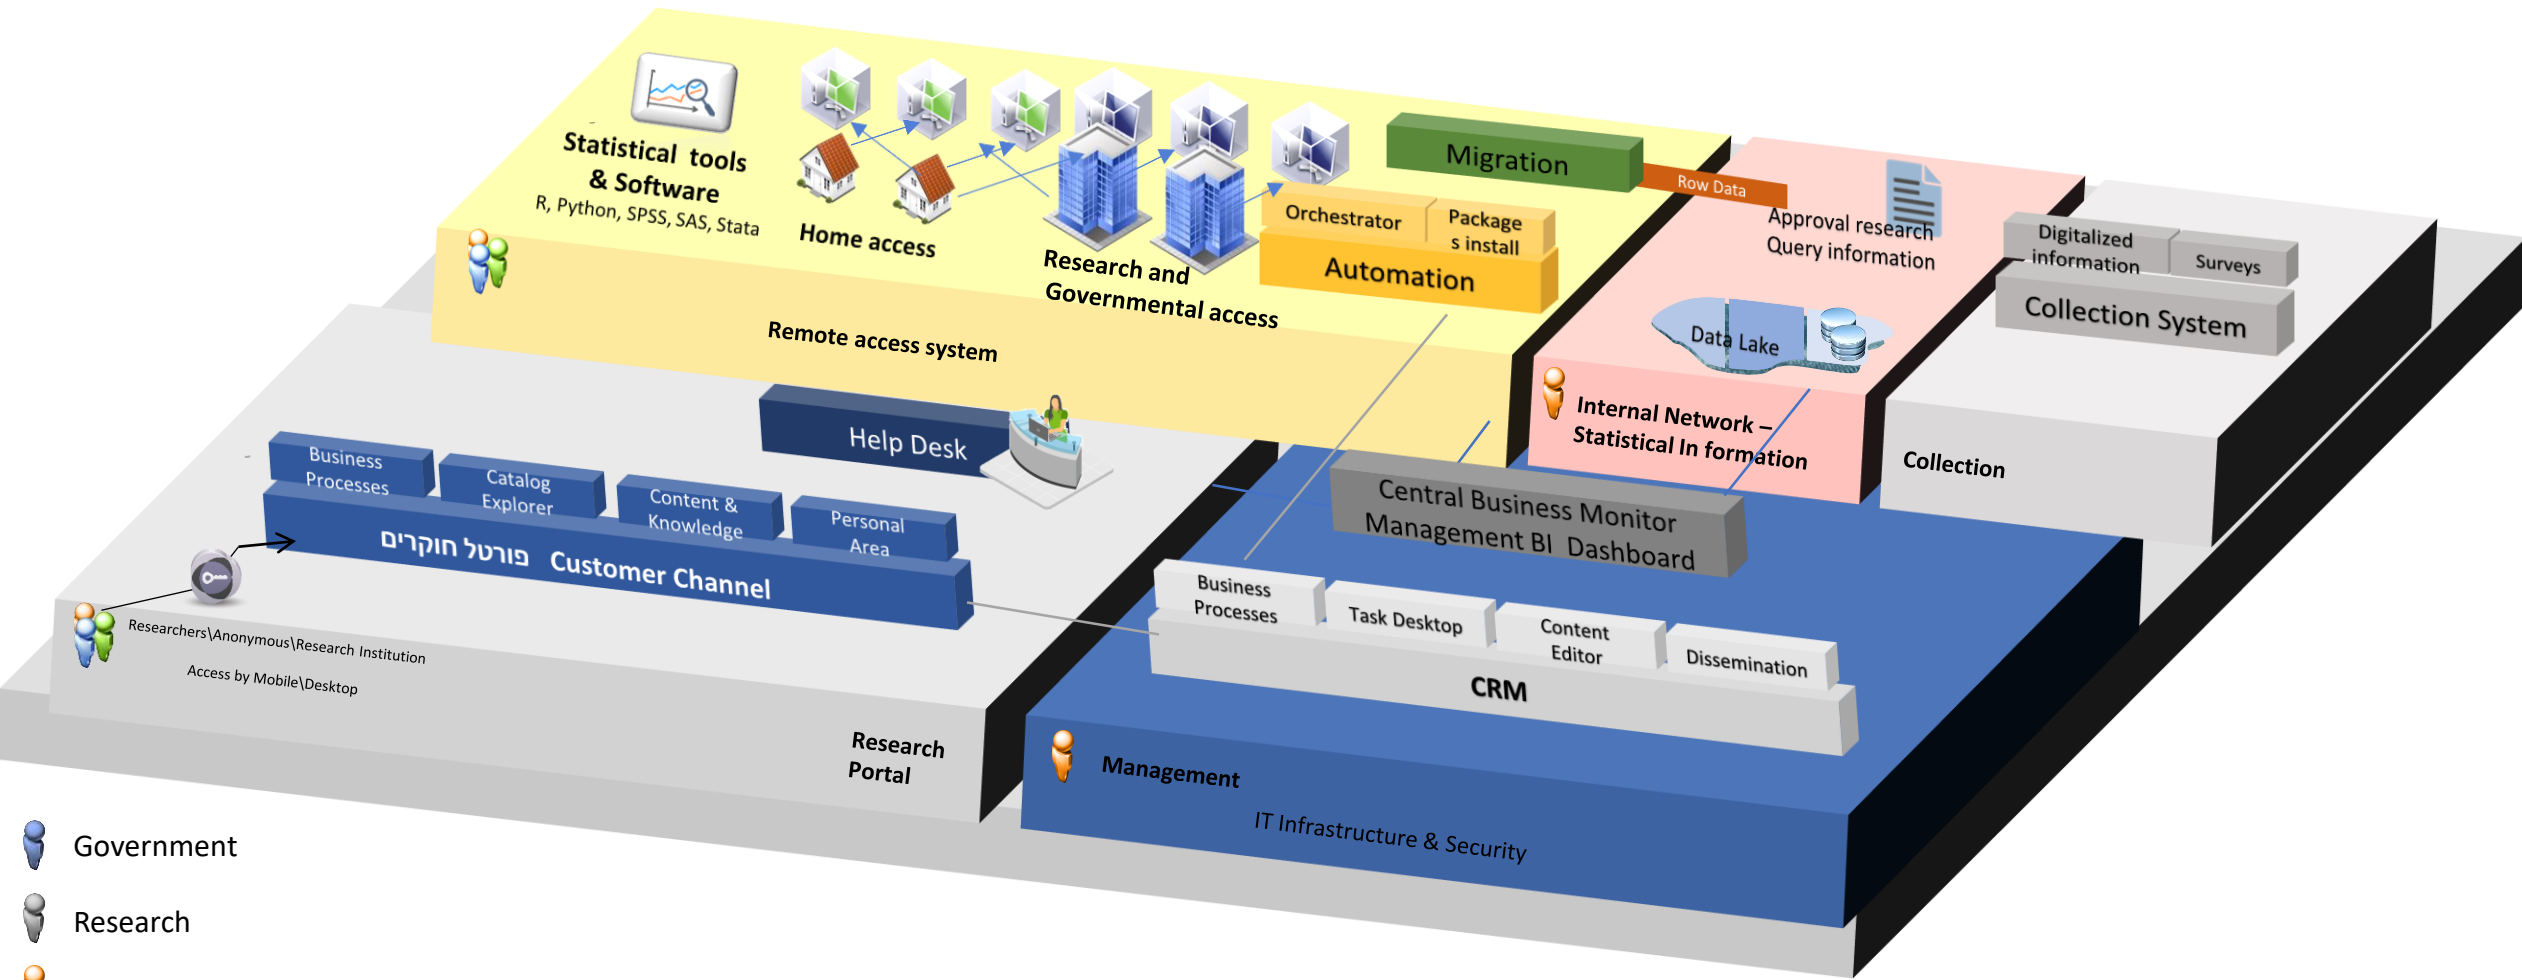 Statistical tools
& Software
R, Python, SPSS, SAS, Stata
Home access
Research and
Governmental access
Migration
Row Data
Orchestrator
Package
s install
Automation
Remote access system
Approval research
Query information
Data Lake
Internal Network –
Statistical In formation
Digitalized
information
Surveys
Collection System
Collection
Help Desk
Business
Processes
Catalog
Explorer
Content &
Knowledge
Personal
Area
פורטל חוקרים Customer Channel
Researchers\Anonymous\Research Institution
Access by Mobile\Desktop
Research
Portal
Central Business Monitor
Management BI Dashboard
Business
Processes
Task Desktop
Content
Editor
Dissemination
CRM
Management
IT Infrastructure & Security
Government
Research